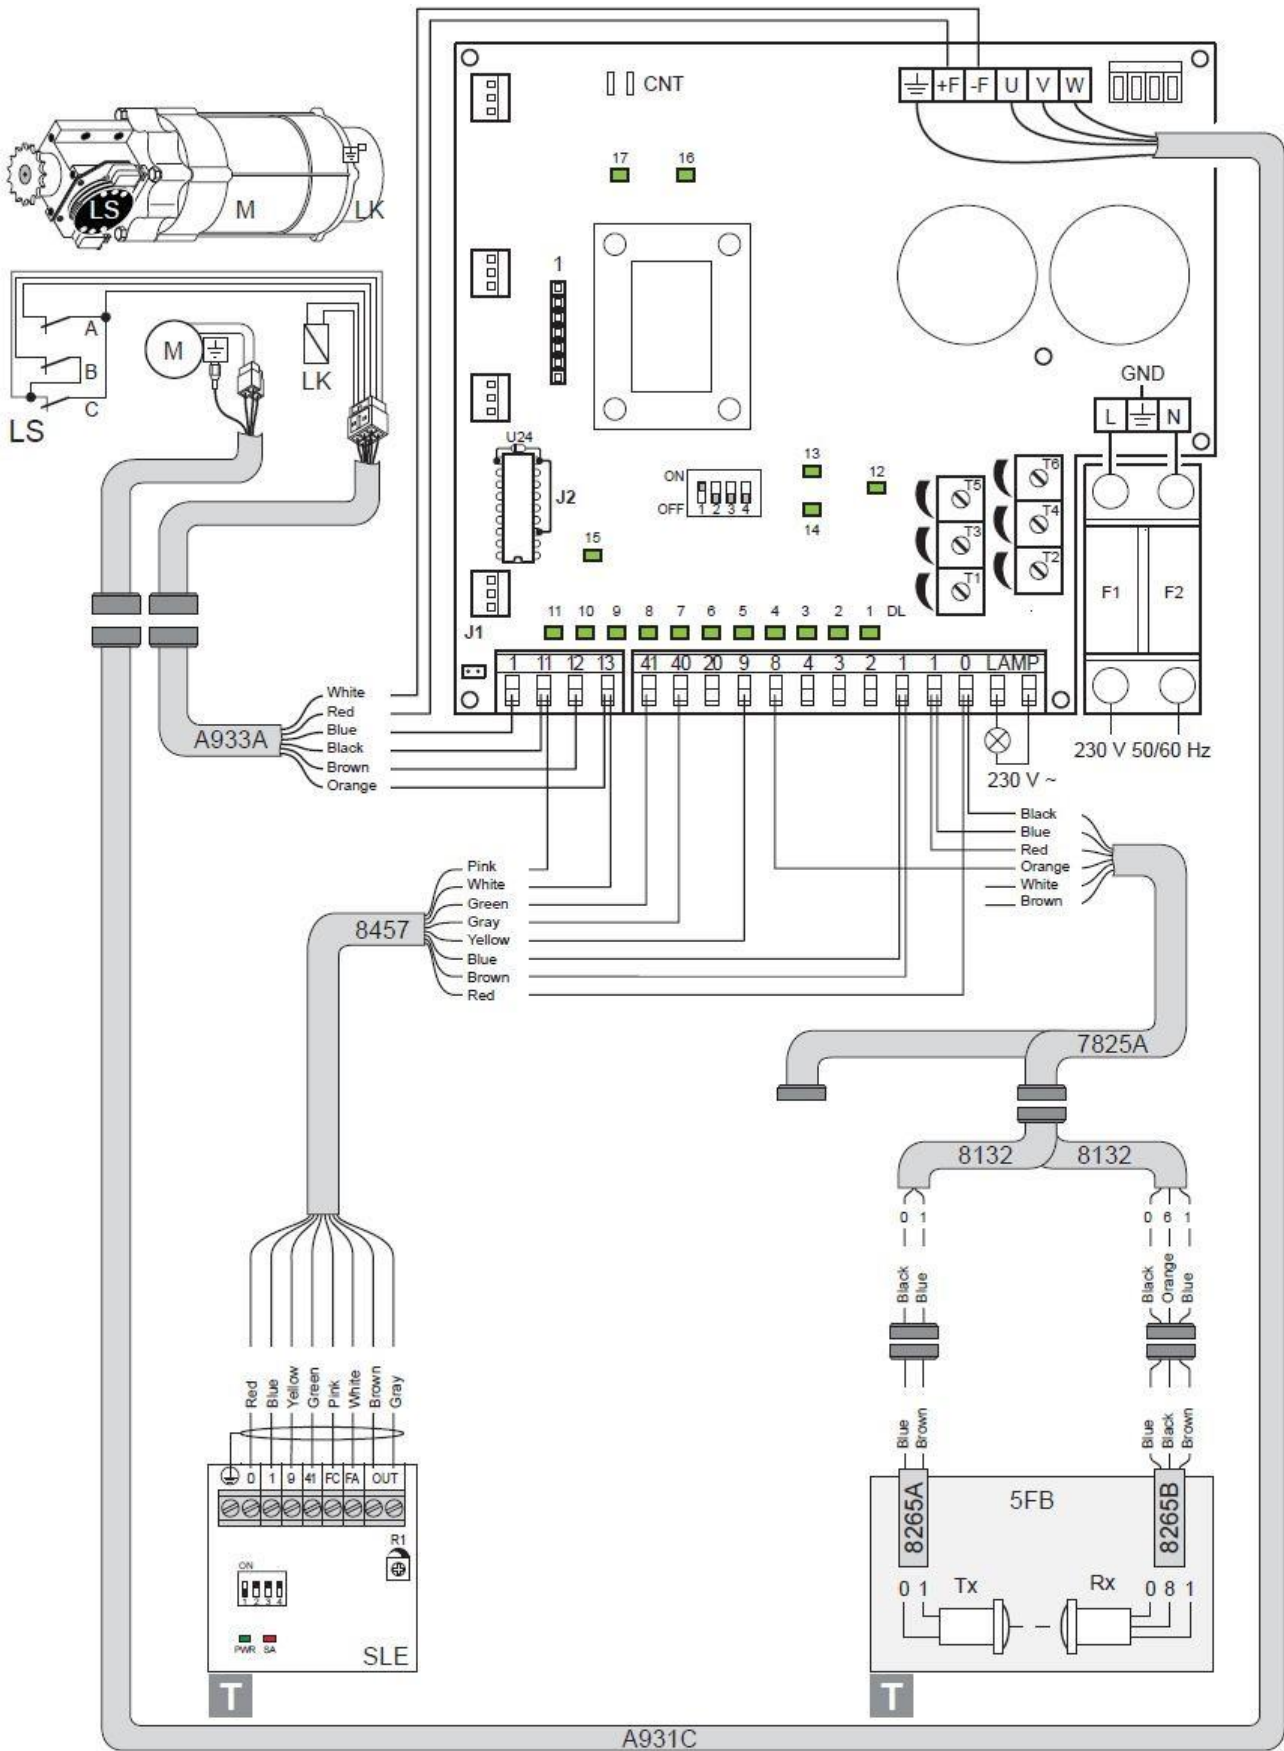 CNT
+F -F U V W
17 16
LS M LK
1
A
B
C
LS
M
LK
GND
L N
U24
J2
ON
OFF
1 2 3 4
13
14
12
15
T5 T6
T3 T4
T1 T2
F1 F2
J1
11 10 9 8 7 6 5 4 3 2 1 DL
1 11 12 13 41 40 20 9 8 4 3 2 1 1 0 LAMP
230 V ~
230 V 50/60 Hz
A933A
White
Red
Blue
Black
Brown
Orange
Black
Blue
Red
Orange
White
Brown
8457
Pink
White
Green
Gray
Yellow
Blue
Brown
Red
7825A
8132 8132
0 1
0 6 1
Black
Blue
Black
Orange
Blue
Red
Blue
Yellow
Green
Pink
White
Brown
Gray
Blue
Brown
Blue
Black
Brown
0 1 9 41 FC FA OUT
R1
ON
1 2 3 4
PWR SA
SLE
T
8265A
5FB
8265B
0 1 Tx Rx 0 8 1
T
A931C